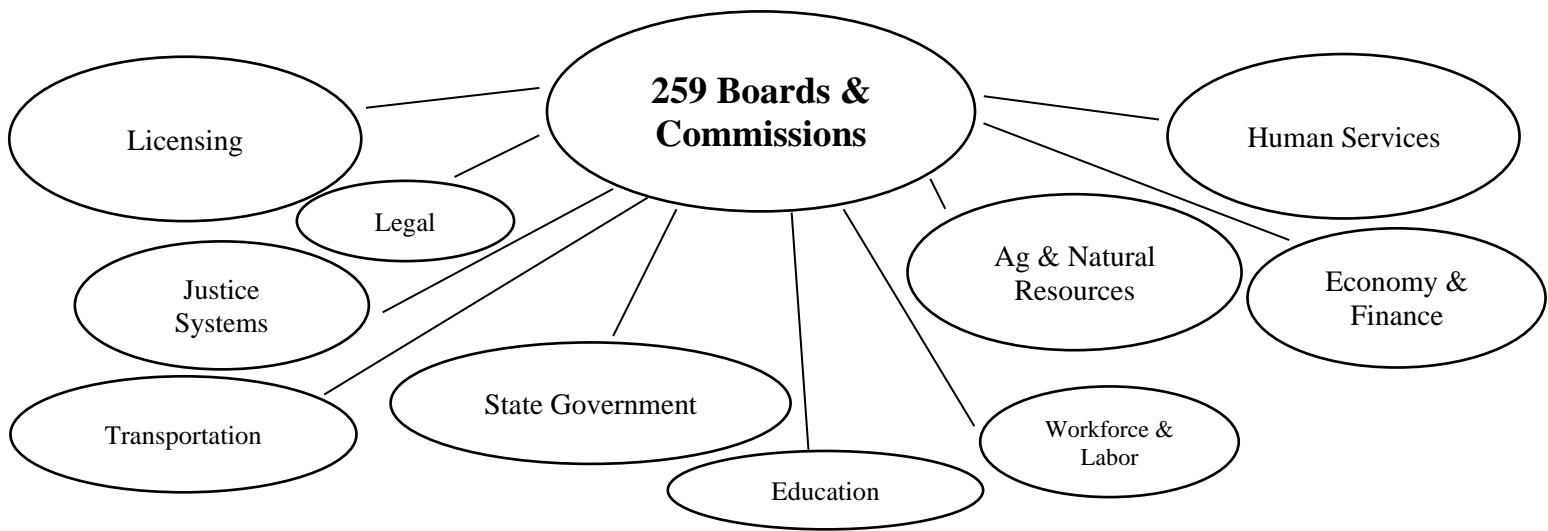 259 Boards &
Commissions
Licensing
Human Services
Legal
Ag & Natural
Resources
Justice
Systems
Economy &
Finance
State Government
Transportation
Workforce &
Labor
Education